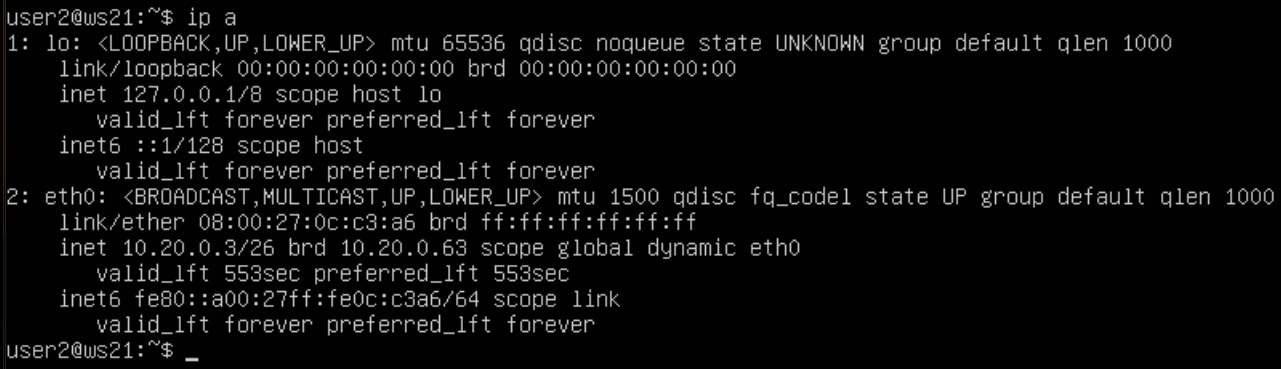 user2@ws21:~$ ip a
1: lo: <LOOPBACK,UP,LOWER_UP> mtu 65536 qdisc noqueue state UNKNOWN group default qlen 1000
    link/loopback 00:00:00:00:00:00 brd 00:00:00:00:00:00
    inet 127.0.0.1/8 scope host lo
       valid_lft forever preferred_lft forever
    inet6 ::1/128 scope host
       valid_lft forever preferred_lft forever
2: eth0: <BROADCAST,MULTICAST,UP,LOWER_UP> mtu 1500 qdisc fq_codel state UP group default qlen 1000
    link/ether 08:00:27:0c:c3:a6 brd ff:ff:ff:ff:ff:ff
    inet 10.20.0.3/26 brd 10.20.0.63 scope global dynamic eth0
       valid_lft 553sec preferred_lft 553sec
    inet6 fe80::a00:27ff:fe0c:c3a6/64 scope link
       valid_lft forever preferred_lft forever
user2@ws21:~$ _